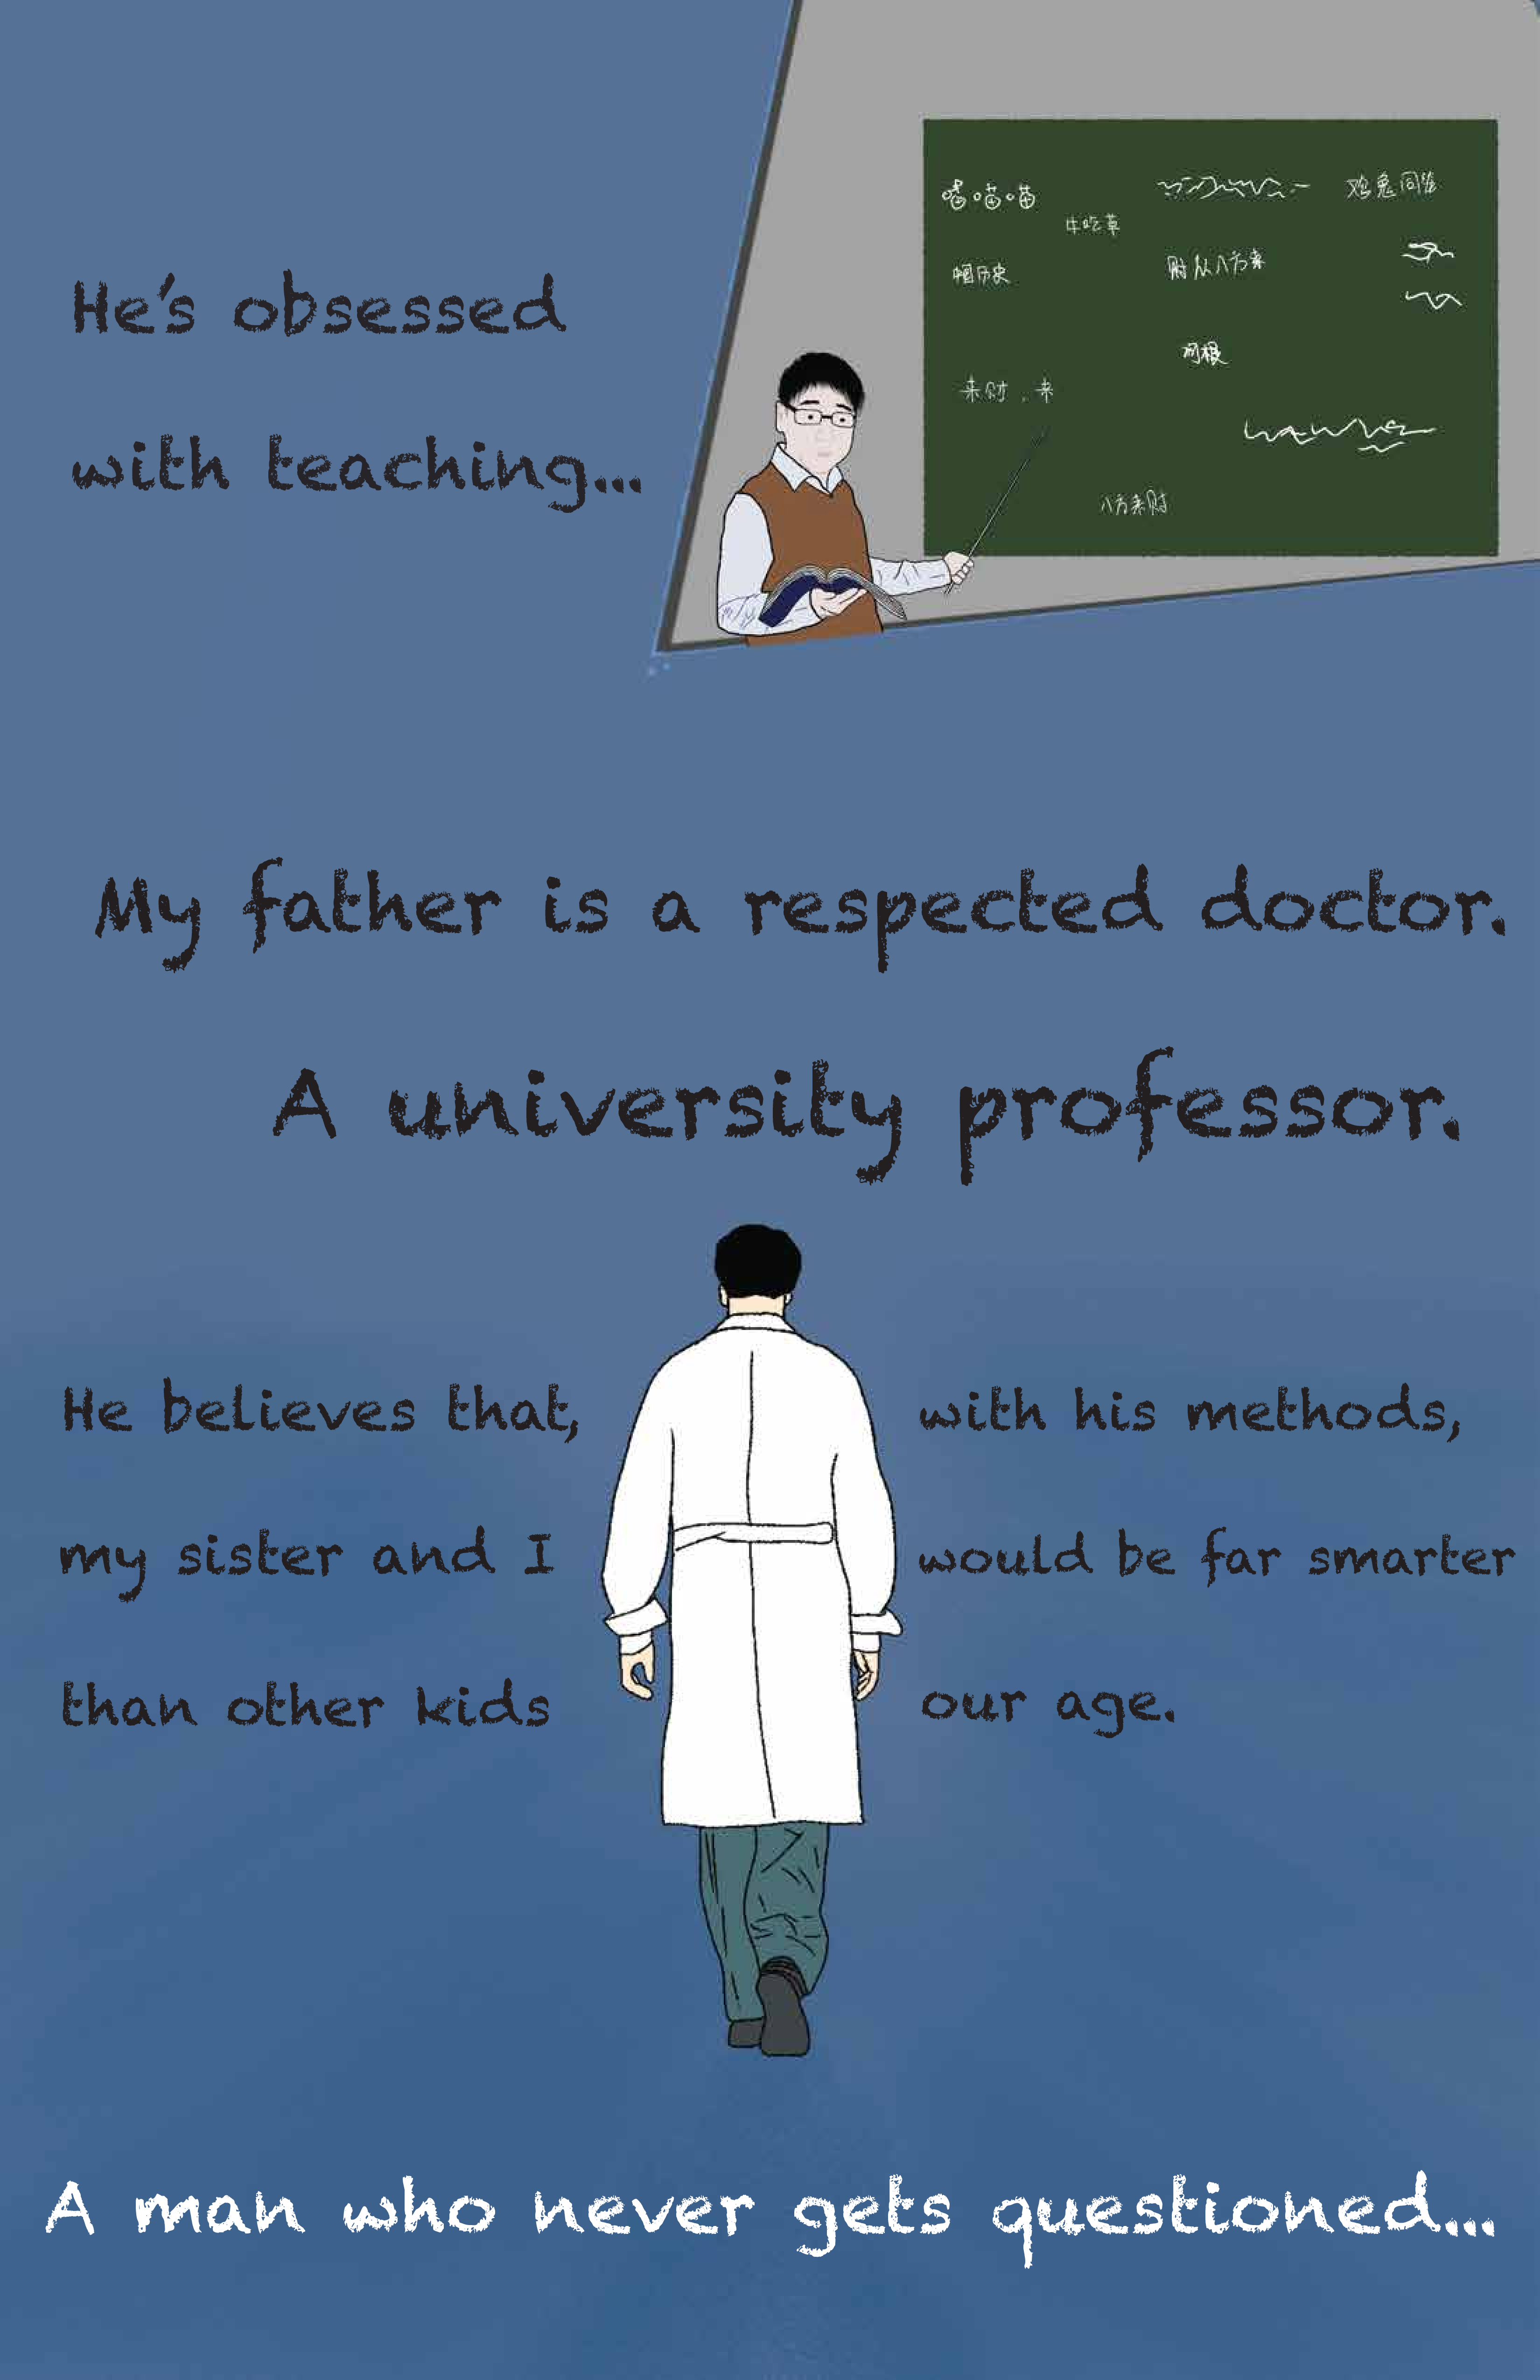 喵。喵。喵
鸡兔同笼
牛吃草
中国历史
财从八方来
来财，来
八方来财
He's obsessed
with teaching...
My father is a respected doctor.
A university professor.
He believes that, with his methods,
my sister and I would be far smarter
than other kids our age.
A man who never gets questioned...